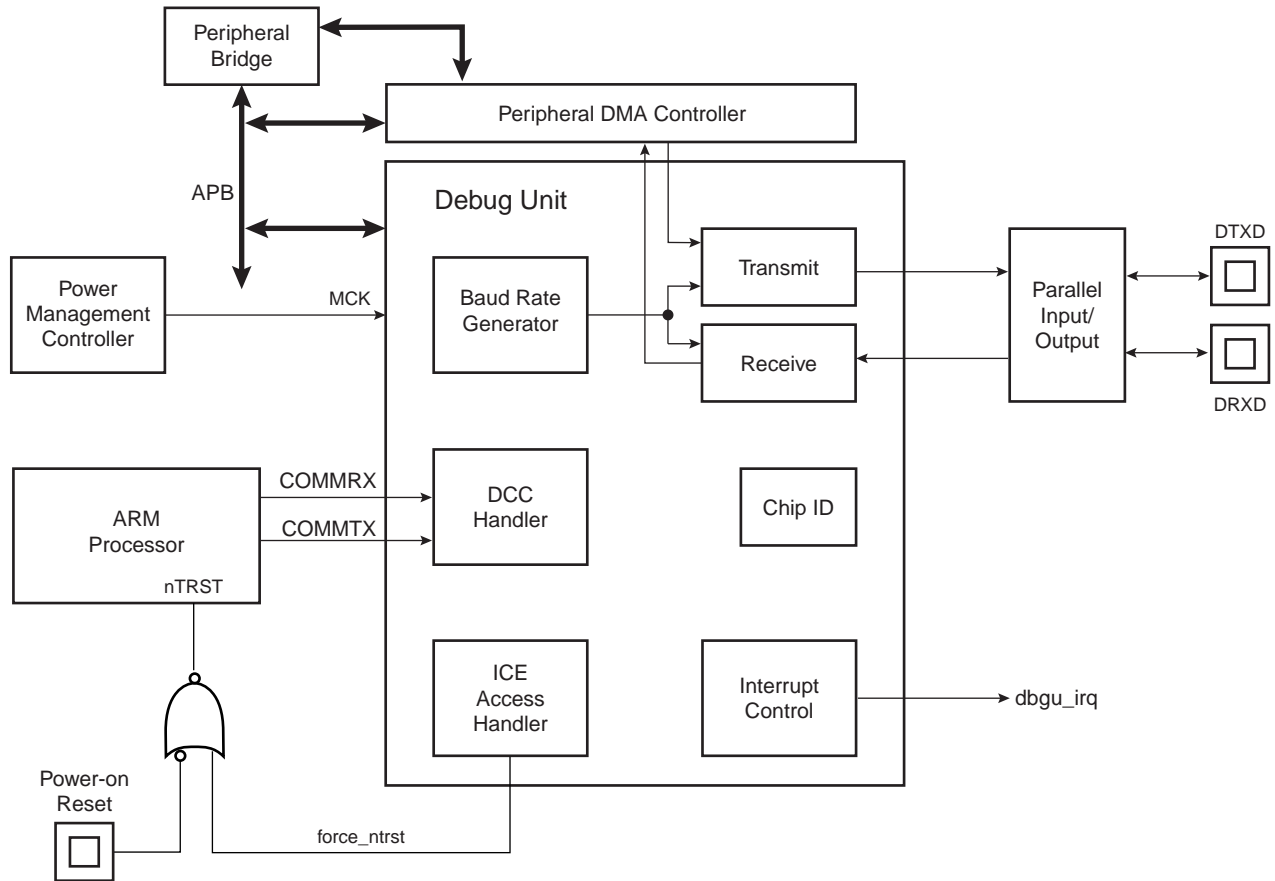 Peripheral
Bridge
Peripheral DMA Controller
APB
Debug Unit
DTXD
Power
Management
Controller
MCK
Baud Rate
Generator
Transmit
Receive
Parallel
Input/
Output
DRXD
ARM
Processor
nTRST
COMMRX
COMMTX
DCC
Handler
Chip ID
ICE
Access
Handler
Interrupt
Control
dbgu_irq
Power-on
Reset
force_ntrst